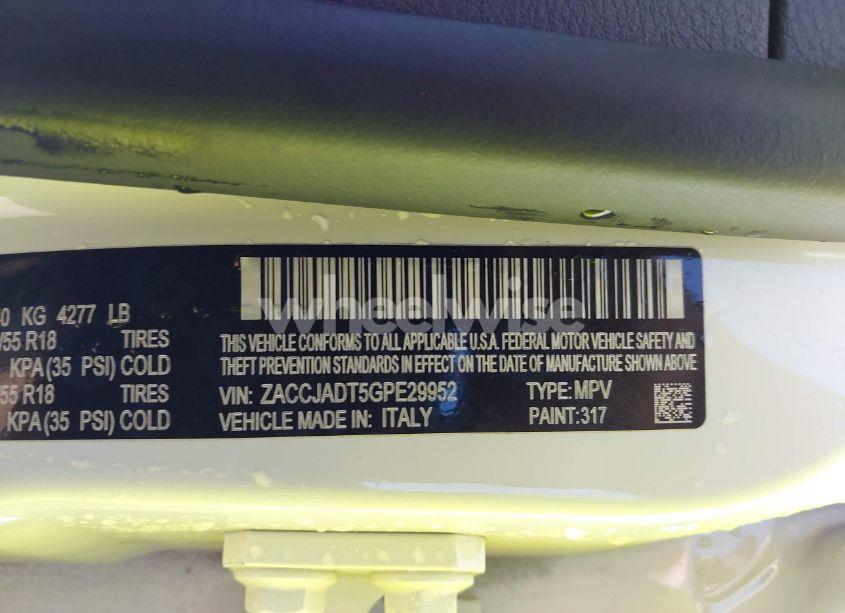 0 KG 4277 LB
/55 R18 TIRES
KPA(35 PSI) COLD
55 R18 TIRES
KPA(35 PSI) COLD
THIS VEHICLE CONFORMS TO ALL APPLICABLE U.S.A. FEDERAL MOTOR VEHICLE SAFETY AND
THEFT PREVENTION STANDARDS IN EFFECT ON THE DATE OF MANUFACTURE SHOWN ABOVE
VIN: ZACCJADT5GPE29952 TYPE:MPV
VEHICLE MADE IN: ITALY PAINT:317
wheelwise